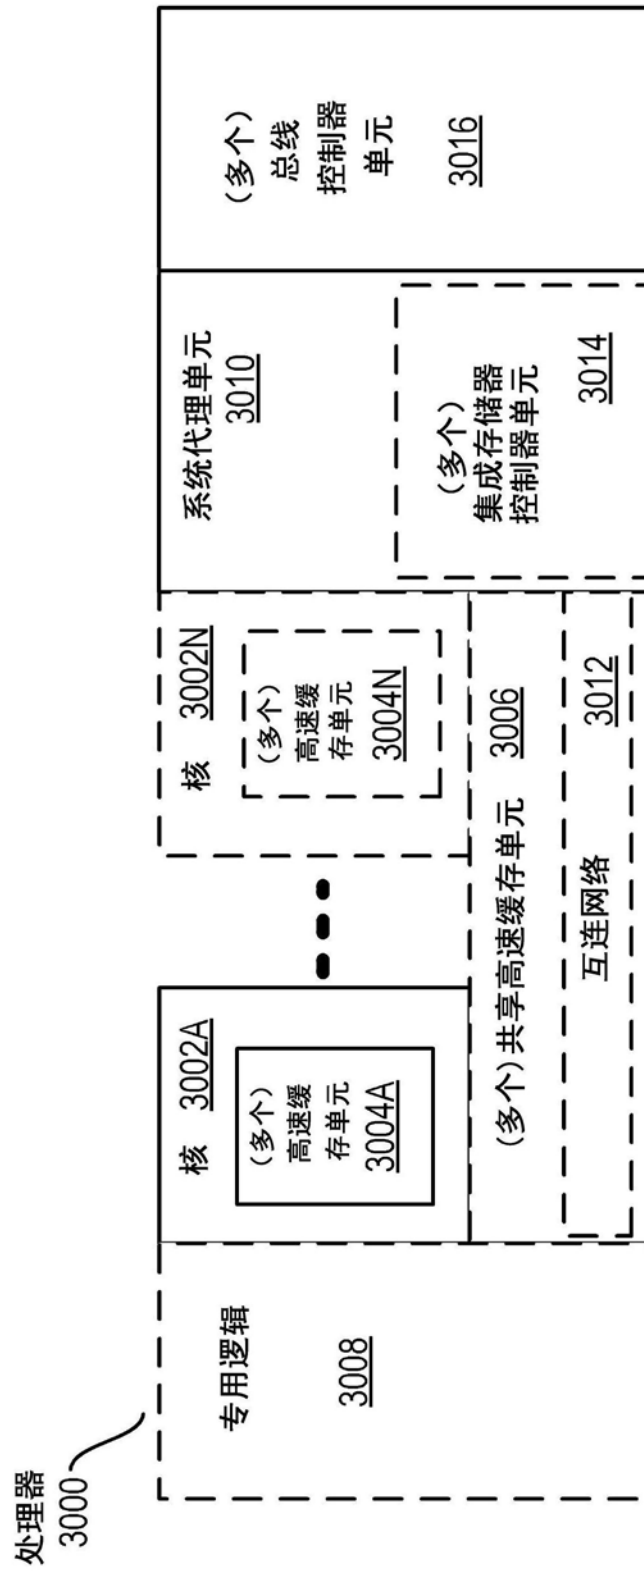 处理器
3000
专用逻辑
3008
核 3002A
(多个)
高速缓
存单元
3004A
核 3002N
(多个)
高速缓
存单元
3004N
(多个)共享高速缓存单元 3006
互连网络 3012
系统代理单元
3010
(多个)
集成存储器
控制器单元
3014
(多个)
总线
控制器
单元
3016